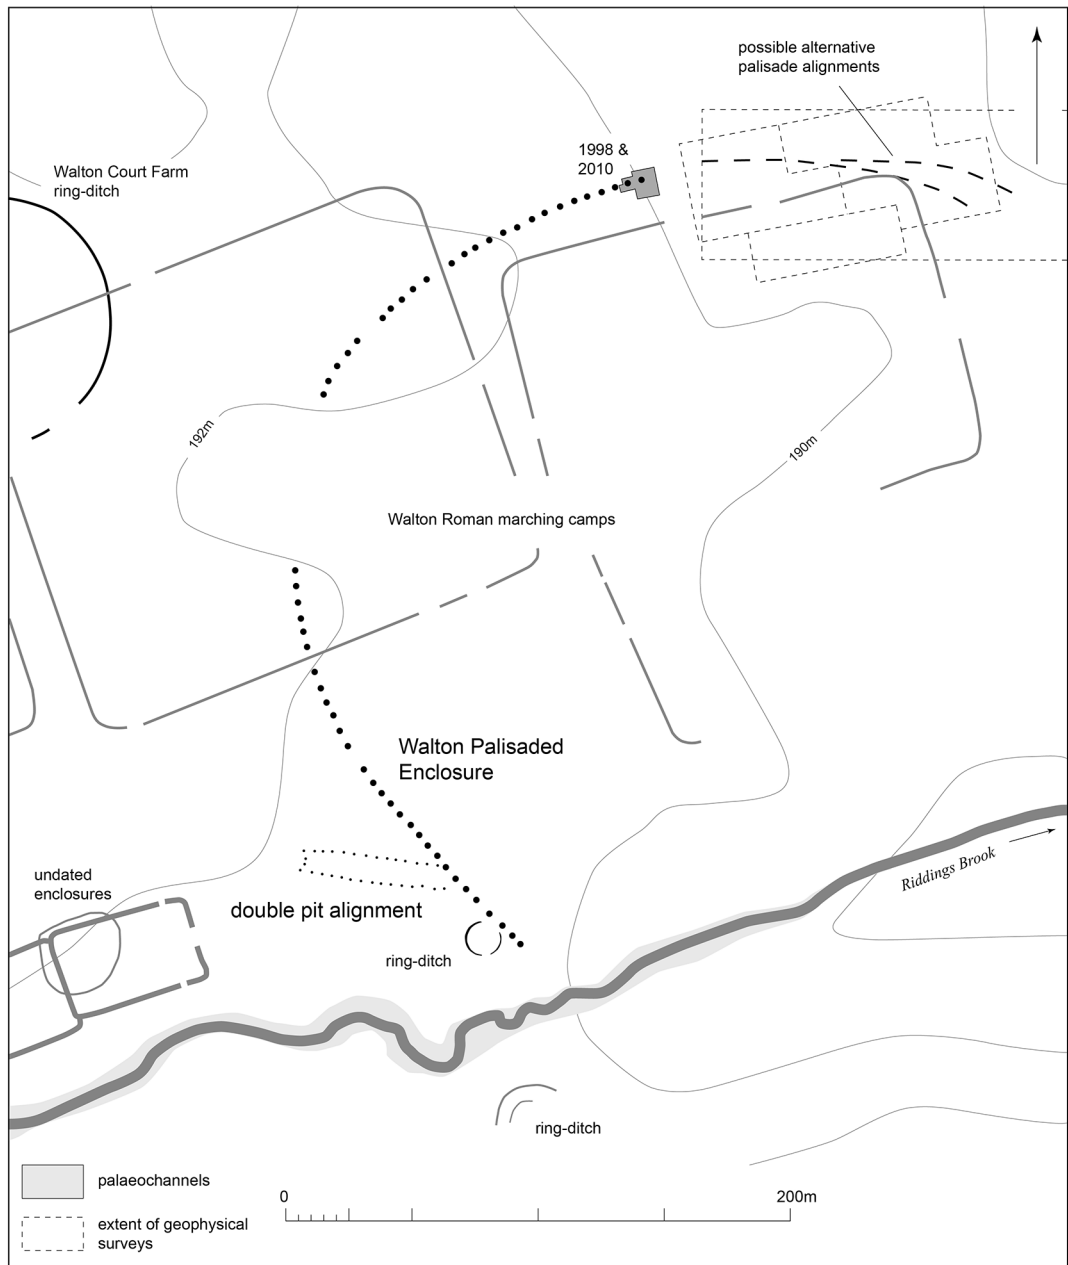 possible alternative
palisade alignments
1998 &
2010
Walton Court Farm
ring-ditch
192m
190m
Walton Roman marching camps
Walton Palisaded
Enclosure
Riddings Brook
undated
enclosures
double pit alignment
ring-ditch
ring-ditch
palaeochannels
extent of geophysical
surveys
0
200m